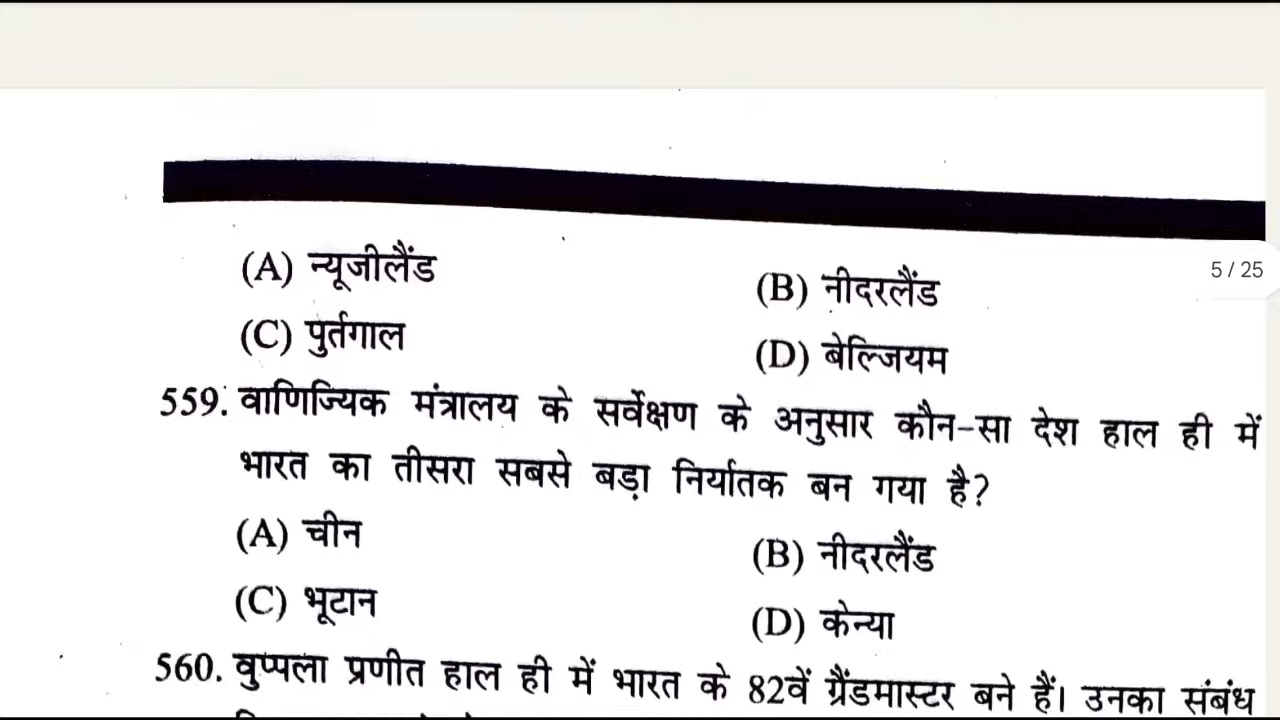 (A) न्यूजीलैंड
(B) नीदरलैंड
5 / 25
(C) पुर्तगाल
(D) बेल्जियम
559. वाणिज्यिक मंत्रालय के सर्वेक्षण के अनुसार कौन-सा देश हाल ही में
भारत का तीसरा सबसे बड़ा निर्यातक बन गया है?
(A) चीन
(B) नीदरलैंड
(C) भूटान
(D) केन्या
560. वुप्पला प्रणीत हाल ही में भारत के 82वें ग्रैंडमास्टर बने हैं। उनका संबंध